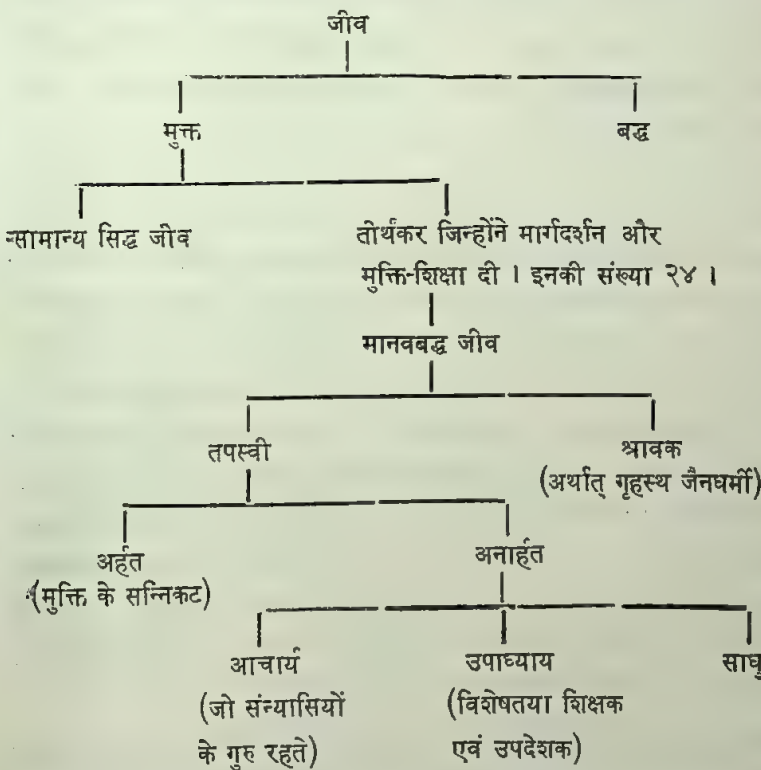 जीव
मुक्त बद्ध
सामान्य सिद्ध जीव तोर्थंकर जिन्होंने मार्गदर्शन और
मुक्ति-शिक्षा दी । इनकी संख्या २४ ।
मानवबद्ध जीव
तपस्वी श्रावक
(अर्थात् गृहस्थ जैनधर्मी)
अर्हत अनार्हत
(मुक्ति के सन्निकट)
आचार्य उपाध्याय साघु
(जो संन्यासियों (विशेषतया शिक्षक
के गुरु रहते) एवं उपदेशक)